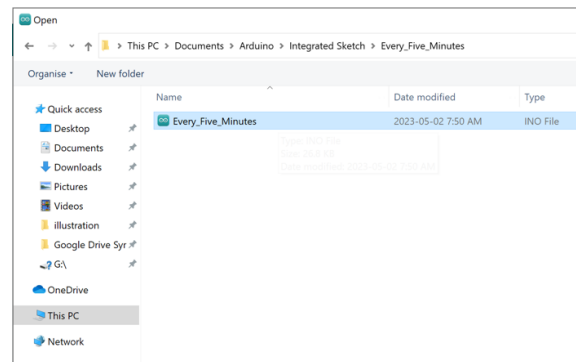 Open
This PC > Documents > Arduino > Integrated Sketch > Every_Five_Minutes
Organise New folder
Name Date modified Type
Quick access
Desktop
Documents
Downloads
Pictures
Videos
illustration
Google Drive Syr
G:\
OneDrive
This PC
Network
Every_Five_Minutes 2023-05-02 7:50 AM INO File
Type: INO File
Date modified: 2023-05-02 7:50 AM